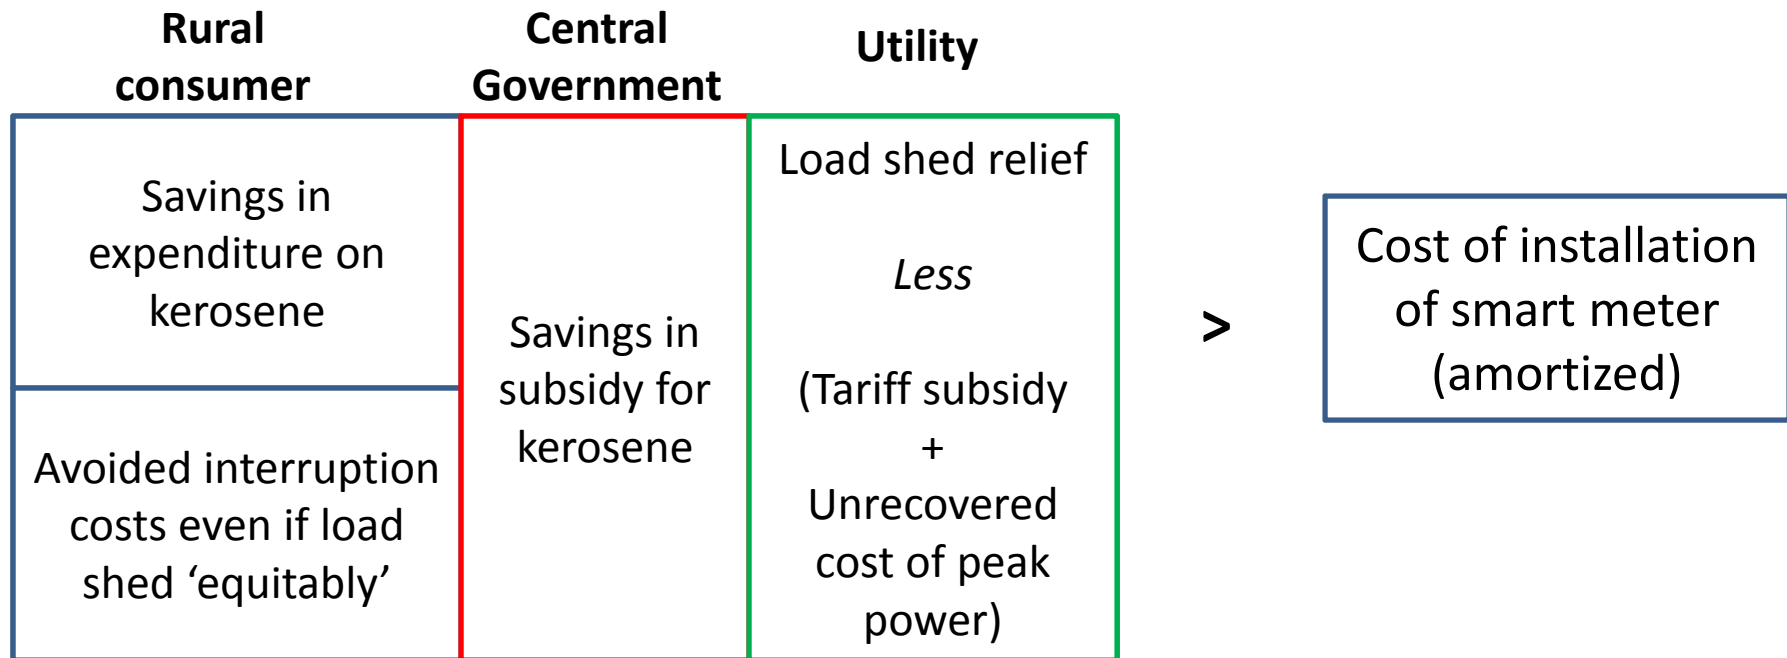 Rural
consumer
Central
Government
Utility
Savings in
expenditure on
kerosene
Avoided interruption
costs even if load
shed ‘equitably’
Savings in
subsidy for
kerosene
Load shed relief
Less
(Tariff subsidy
+
Unrecovered
cost of peak
power)
>
Cost of installation
of smart meter
(amortized)